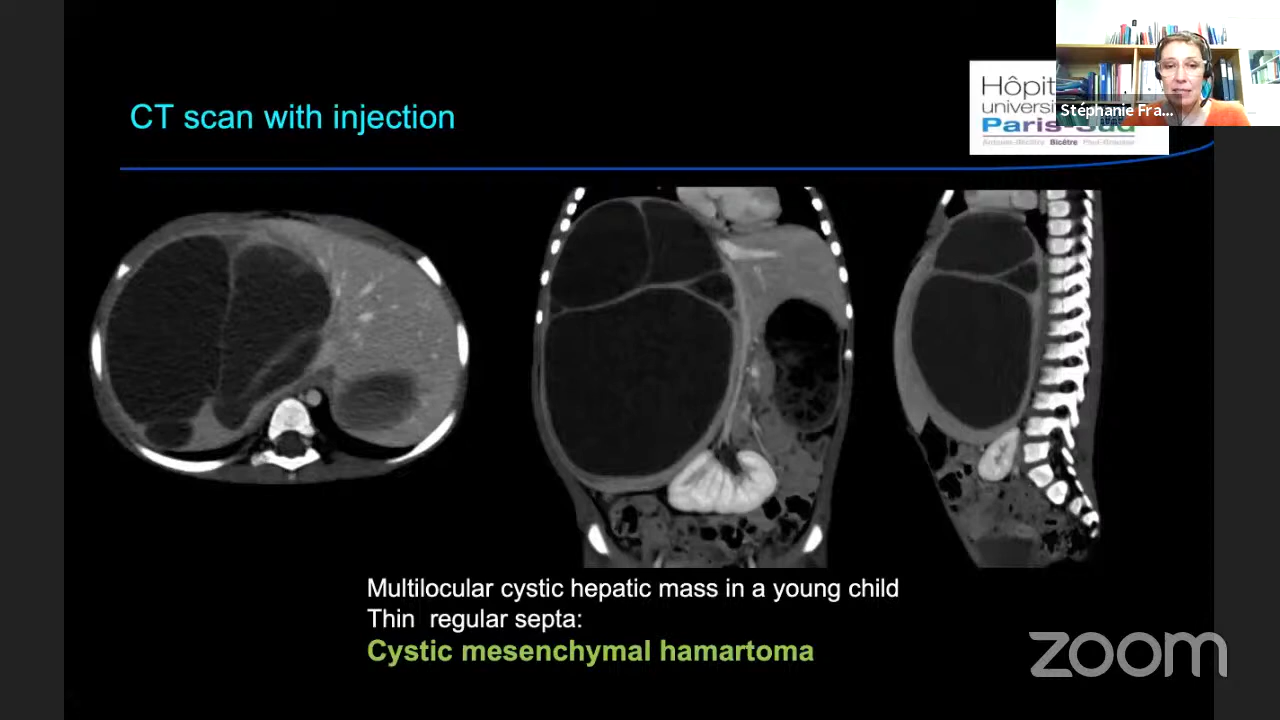 CT scan with injection
Hôpit
univers
Paris-Sud
Bicêtre
Stéphanie Fra...
Multilocular cystic hepatic mass in a young child
Thin regular septa:
Cystic mesenchymal hamartoma
zoom